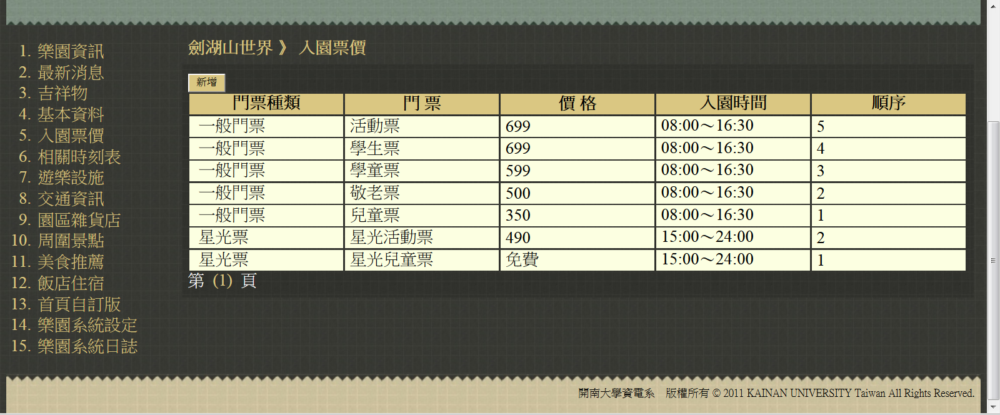 1. 樂園資訊
2. 最新消息
3. 吉祥物
4. 基本資料
5. 入園票價
6. 相關時刻表
7. 遊樂設施
8. 交通資訊
9. 園區雜貨店
10. 周圍景點
11. 美食推薦
12. 飯店住宿
13. 首頁自訂版
14. 樂園系統設定
15. 樂園系統日誌
劍湖山世界 》 入園票價
新增
門票種類 門 票 價 格 入園時間 順序
一般門票 活動票 699 08:00～16:30 5
一般門票 學生票 699 08:00～16:30 4
一般門票 學童票 599 08:00～16:30 3
一般門票 敬老票 500 08:00～16:30 2
一般門票 兒童票 350 08:00～16:30 1
星光票 星光活動票 490 15:00～24:00 2
星光票 星光兒童票 免費 15:00～24:00 1
第 (1) 頁
開南大學資電系 版權所有 © 2011 KAINAN UNIVERSITY Taiwan All Rights Reserved.